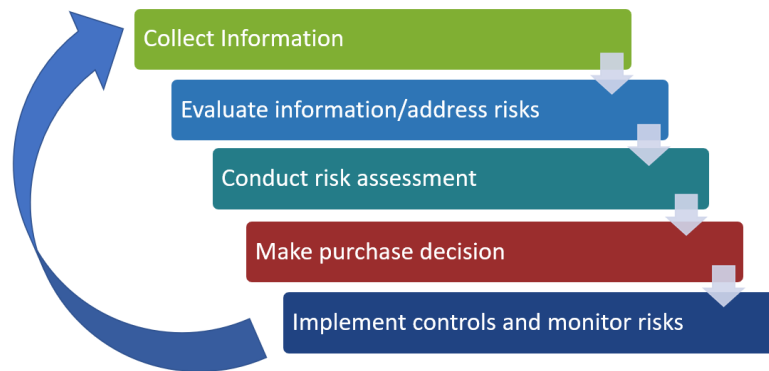 Collect Information
Evaluate information/address risks
Conduct risk assessment
Make purchase decision
Implement controls and monitor risks